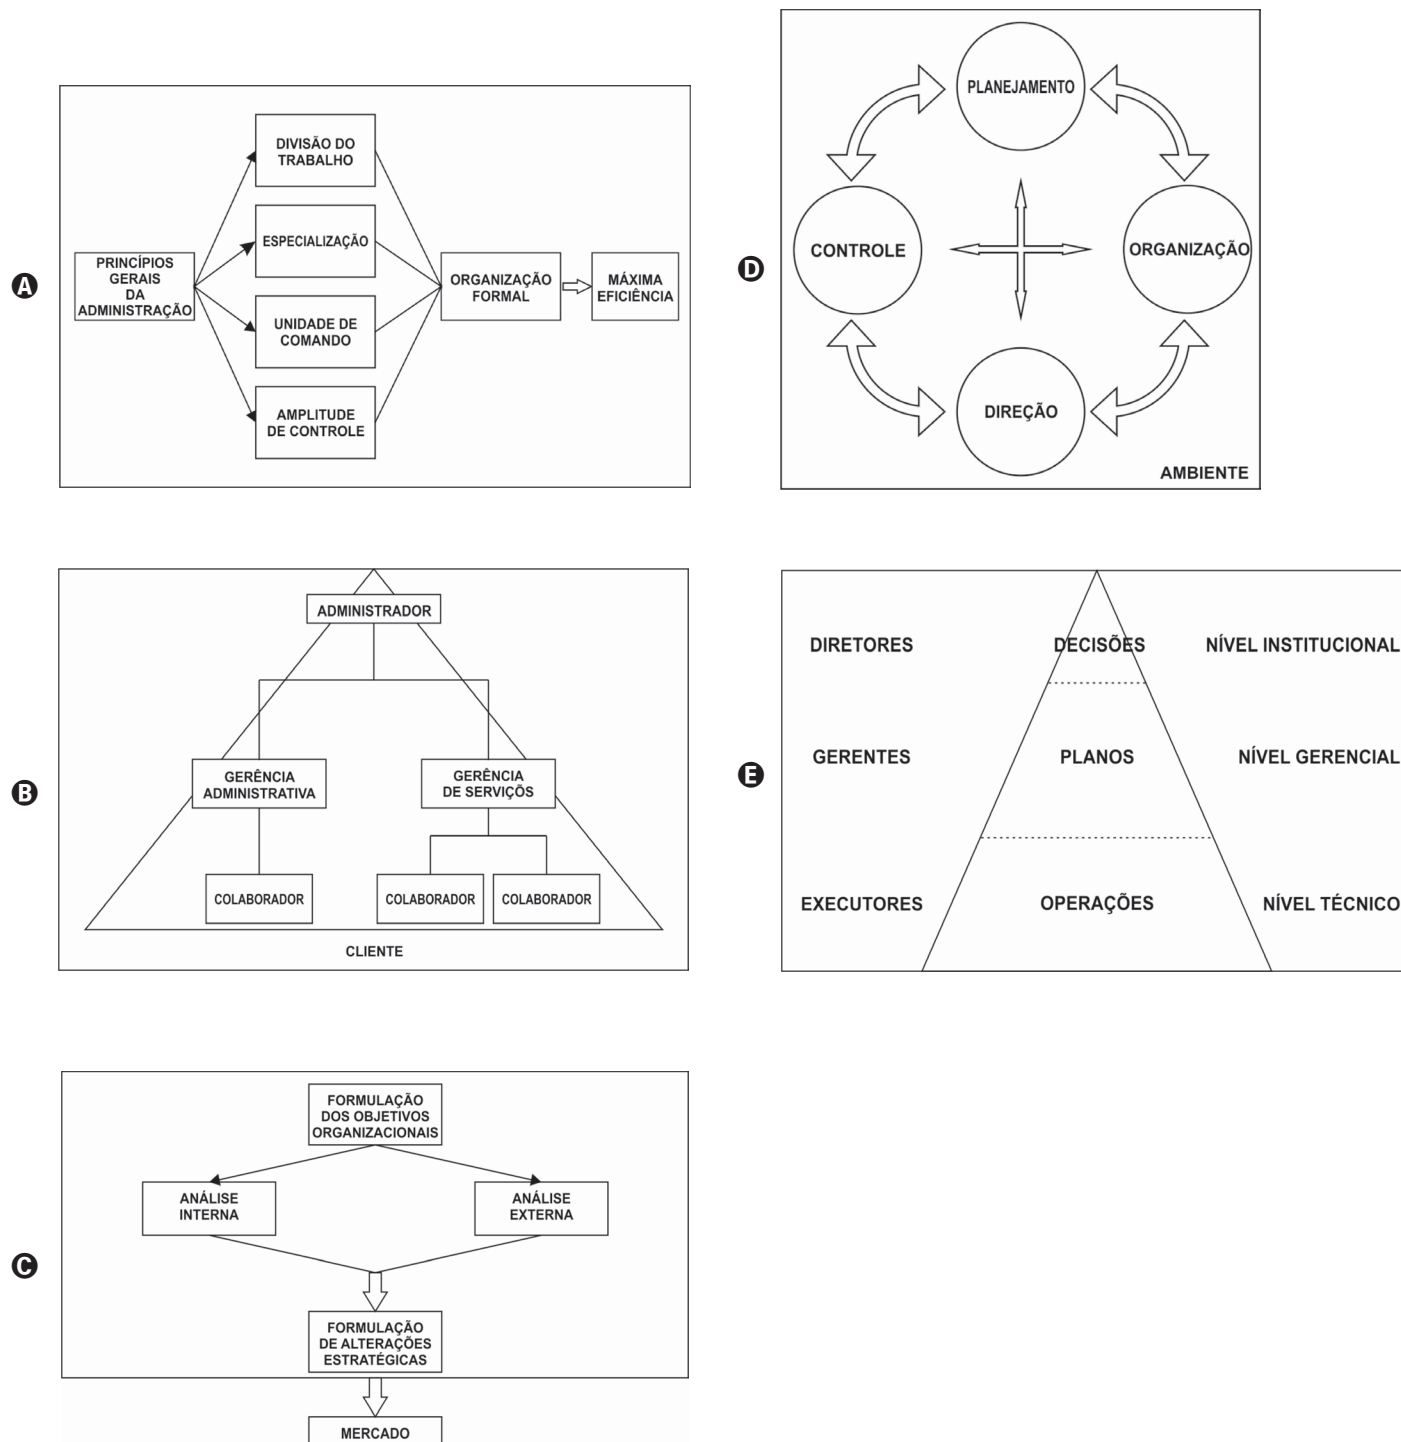 A
PRINCÍPIOS
GERAIS
DA
ADMINISTRAÇÃO
DIVISÃO DO
TRABALHO
ESPECIALIZAÇÃO
UNIDADE DE
COMANDO
AMPLITUDE
DE CONTROLE
ORGANIZAÇÃO
FORMAL
MÁXIMA
EFICIÊNCIA
B
ADMINISTRADOR
GERÊNCIA
ADMINISTRATIVA
GERÊNCIA
DE SERVIÇÕS
COLABORADOR
COLABORADOR
COLABORADOR
CLIENTE
C
FORMULAÇÃO
DOS OBJETIVOS
ORGANIZACIONAIS
ANÁLISE
INTERNA
ANÁLISE
EXTERNA
FORMULAÇÃO
DE ALTERAÇÕES
ESTRATÉGICAS
MERCADO
D
PLANEJAMENTO
CONTROLE
ORGANIZAÇÃO
DIREÇÃO
AMBIENTE
E
DIRETORES
DECISÕES
NÍVEL INSTITUCIONAL
GERENTES
PLANOS
NÍVEL GERENCIAL
EXECUTORES
OPERAÇÕES
NÍVEL TÉCNICO